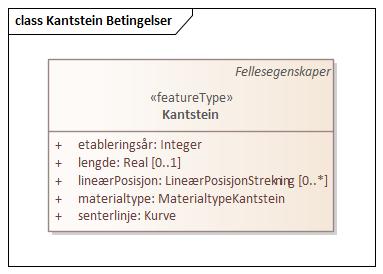 class Kantstein Betingelser
Fellesegenskaper
«featureType»
Kantstein
+ etableringsår: Integer
+ lengde: Real [0..1]
+ lineærPosisjon: LineærPosisjonStrekning [0..*]
+ materialtype: MaterialtypeKantstein
+ senterlinje: Kurve